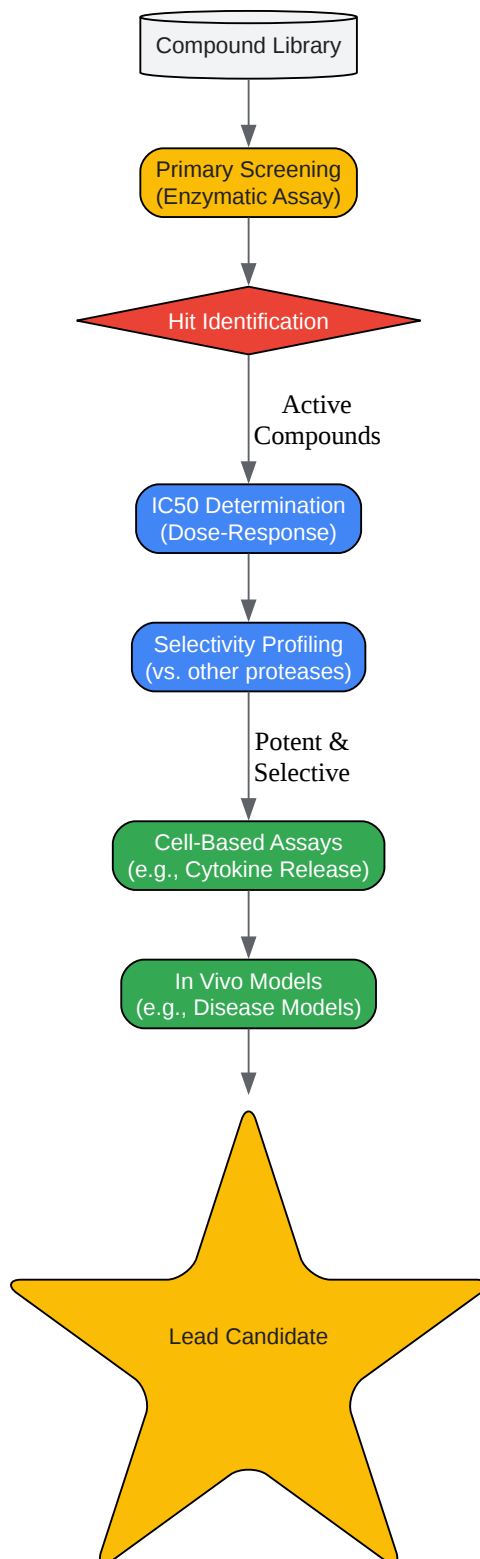 Compound Library
Primary Screening
(Enzymatic Assay)
Hit Identification
Active
Compounds
IC50 Determination
(Dose-Response)
Selectivity Profiling
(vs. other proteases)
Potent &
Selective
Cell-Based Assays
(e.g., Cytokine Release)
In Vivo Models
(e.g., Disease Models)
Lead Candidate